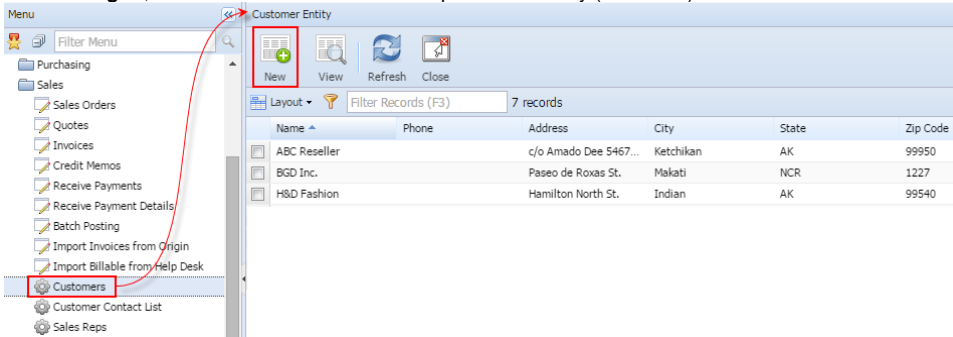 Menu
Filter Menu
Purchasing
Sales
Sales Orders
Quotes
Invoices
Credit Memos
Receive Payments
Receive Payment Details
Batch Posting
Import Invoices from Origin
Import Billable from Help Desk
Customers
Customer Contact List
Sales Reps
Customer Entity
New View Refresh Close
Layout Filter Records (F3) 7 records
Name Phone Address City State Zip Code
ABC Reseller c/o Amado Dee 5467... Ketchikan AK 99950
BGD Inc. Paseo de Roxas St. Makati NCR 1227
H&D Fashion Hamilton North St. Indian AK 99540